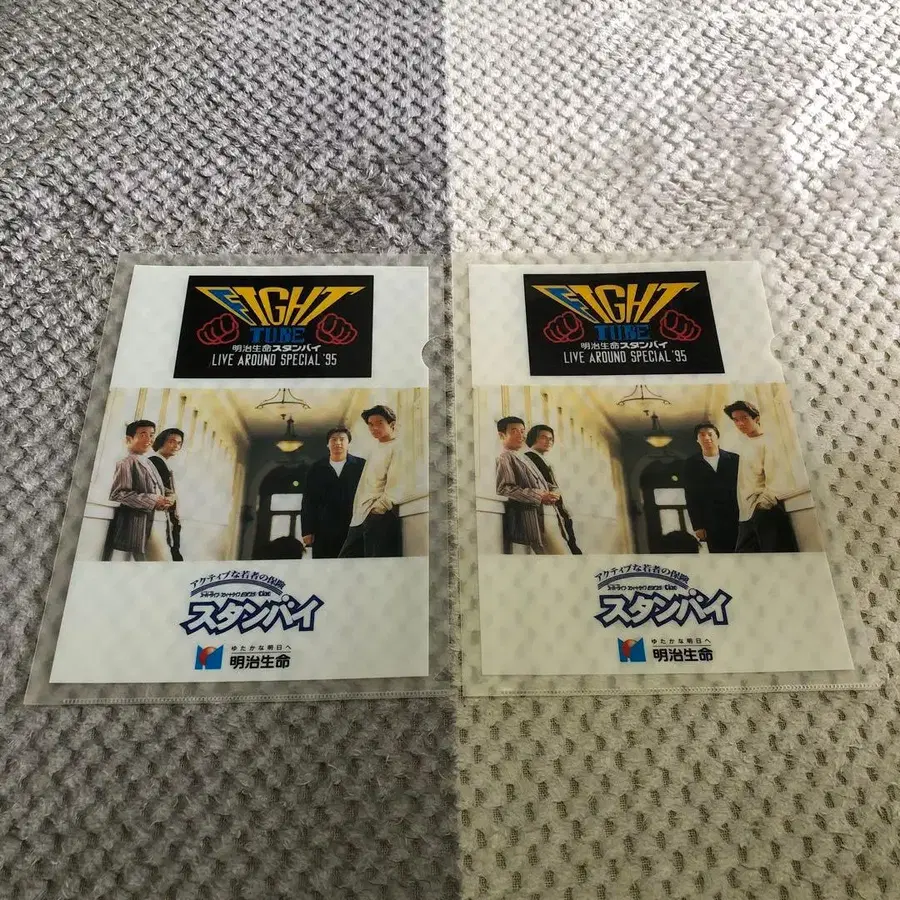 FIGHT
TUBE
明治生命スタンバイ
LIVE AROUND SPECIAL '95
アクティブな若者の保険
スタンバイ
ゆたかな明日へ
明治生命
FIGHT
TUBE
明治生命スタンバイ
LIVE AROUND SPECIAL '95
アクティブな若者の保険
スタンバイ
ゆたかな明日へ
明治生命